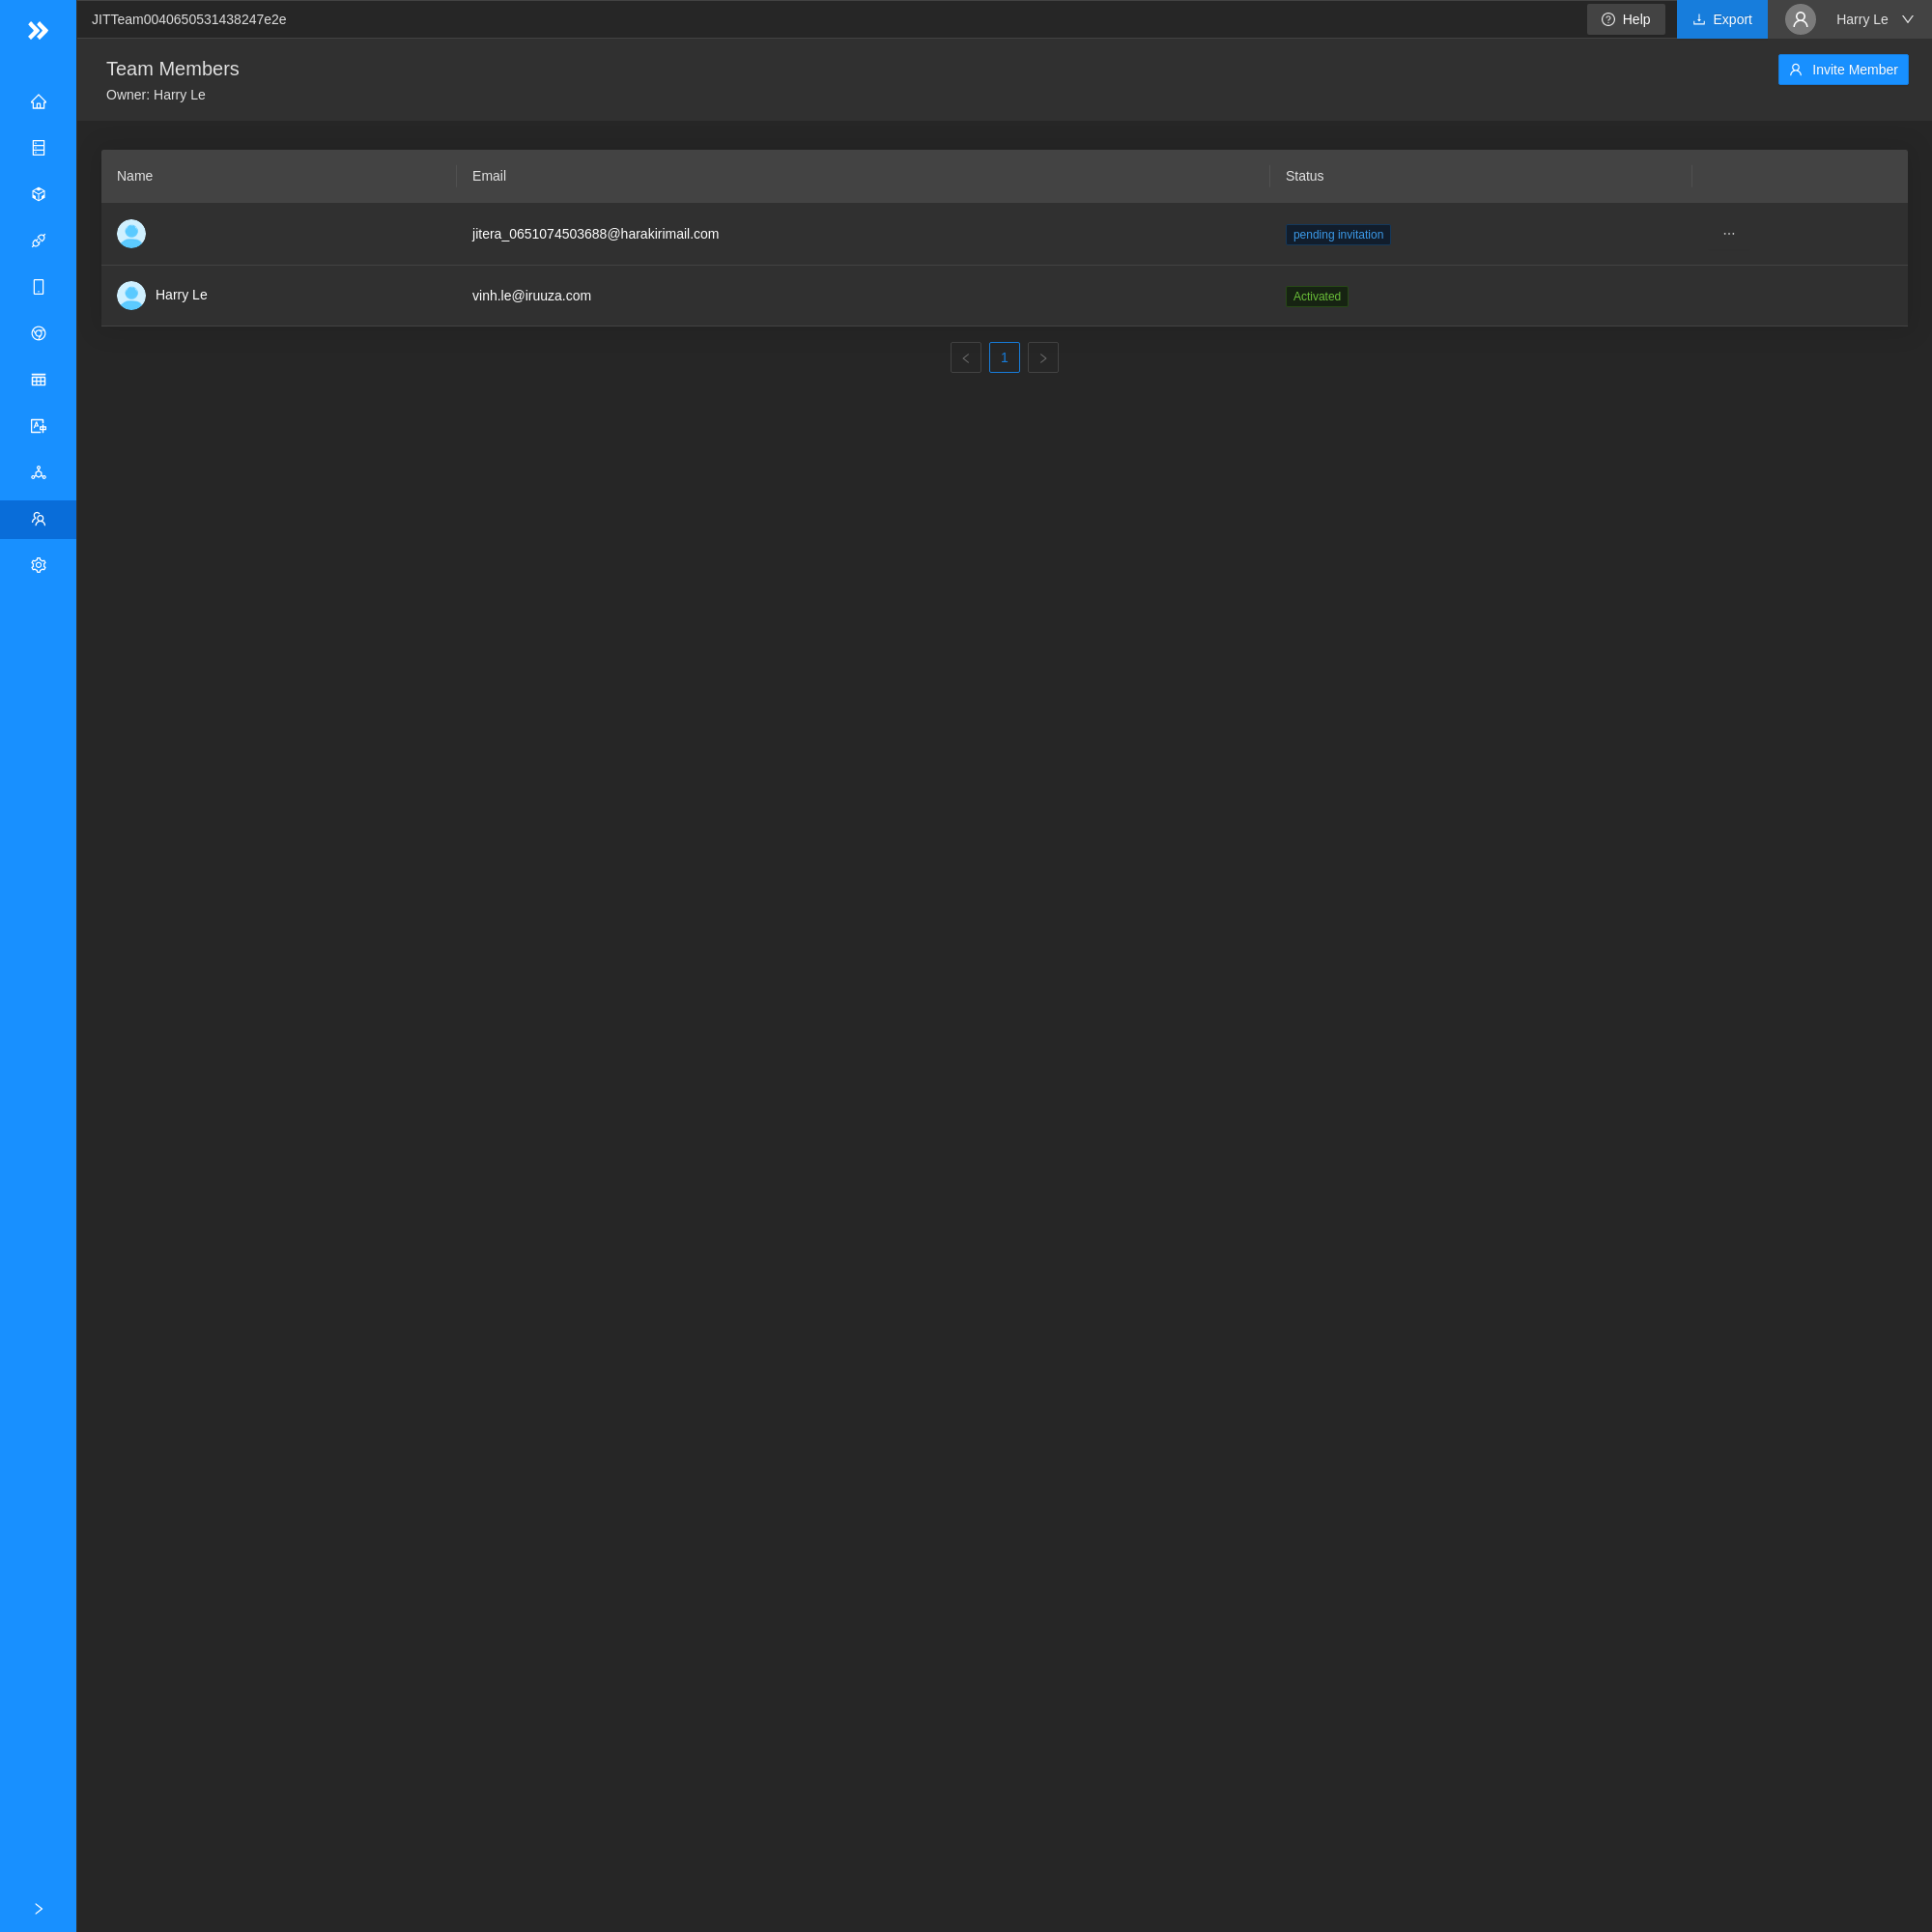 JITTeam0040650531438247e2e
Help
Export
Harry Le
Team Members
Invite Member
Owner: Harry Le
Name
Email
Status
jitera_0651074503688@harakirimail.com
pending invitation
Harry Le
vinh.le@iruuza.com
Activated
1